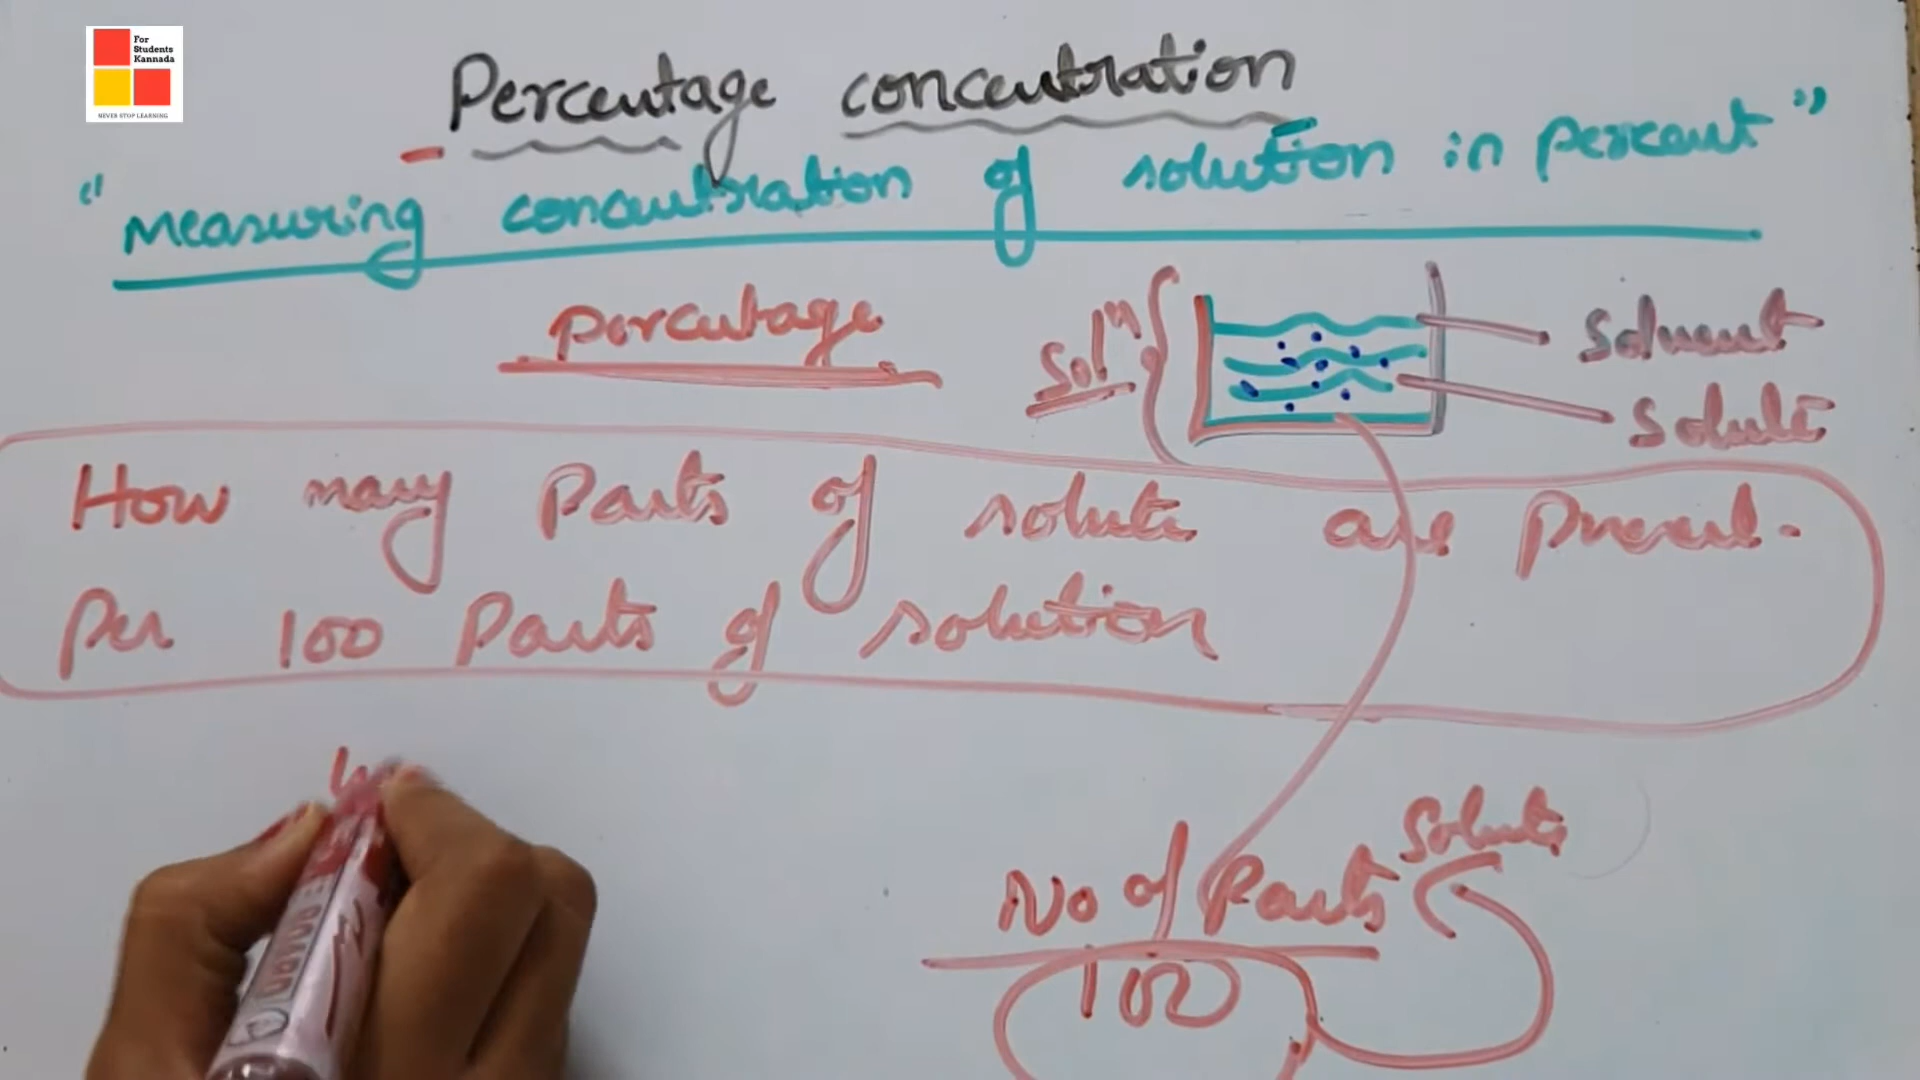 For
Students
Kannada
NEVER STOP LEARNING
Percentage concentration
"Measuring concentration of solution in percent"
percentage
Solⁿ
Solvent
Solute
How many Parts of solute are present.
Per 100 Parts of solution
No of Parts Solute
100